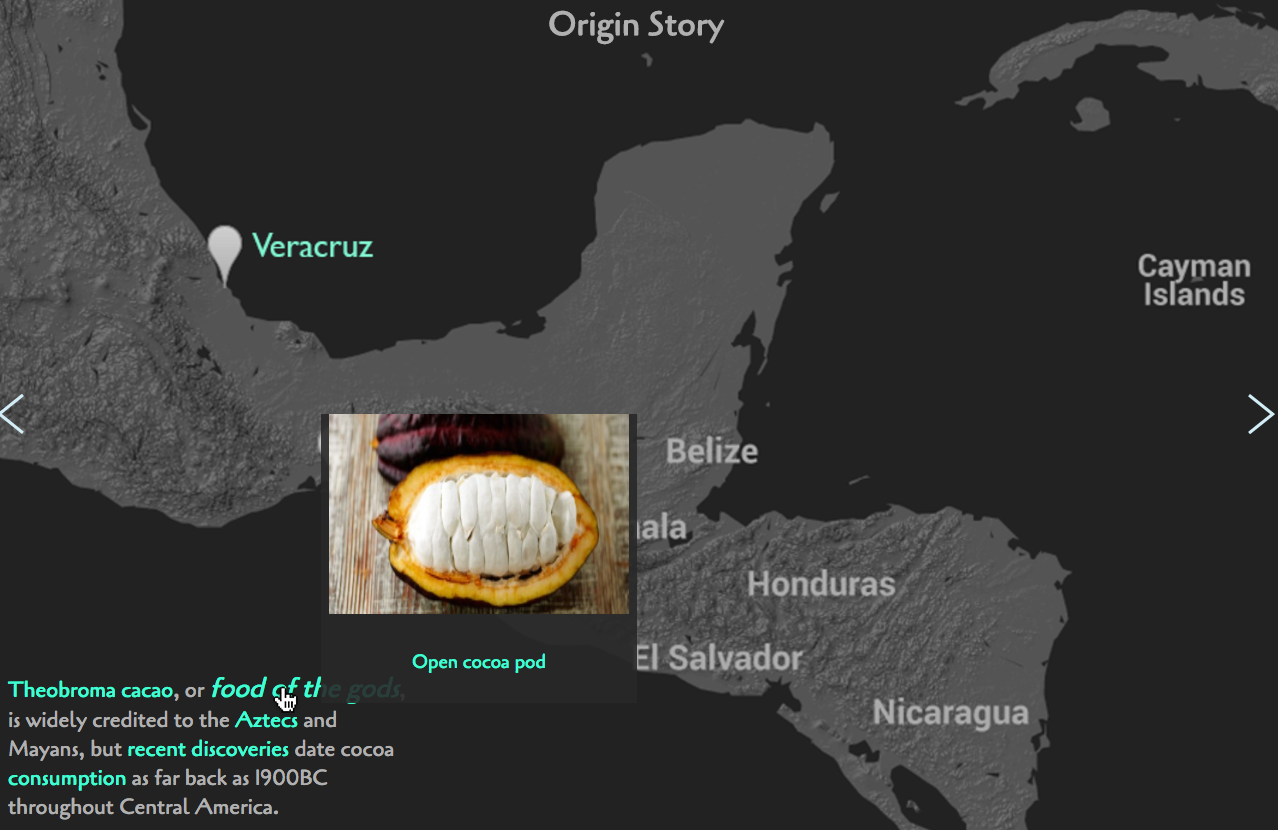 Origin Story
Veracruz
Cayman
Islands
Belize
ala
Honduras
El Salvador
Nicaragua
Open cocoa pod
Theobroma cacao, or food of the gods,
is widely credited to the Aztecs and
Mayans, but recent discoveries date cocoa
consumption as far back as 1900BC
throughout Central America.